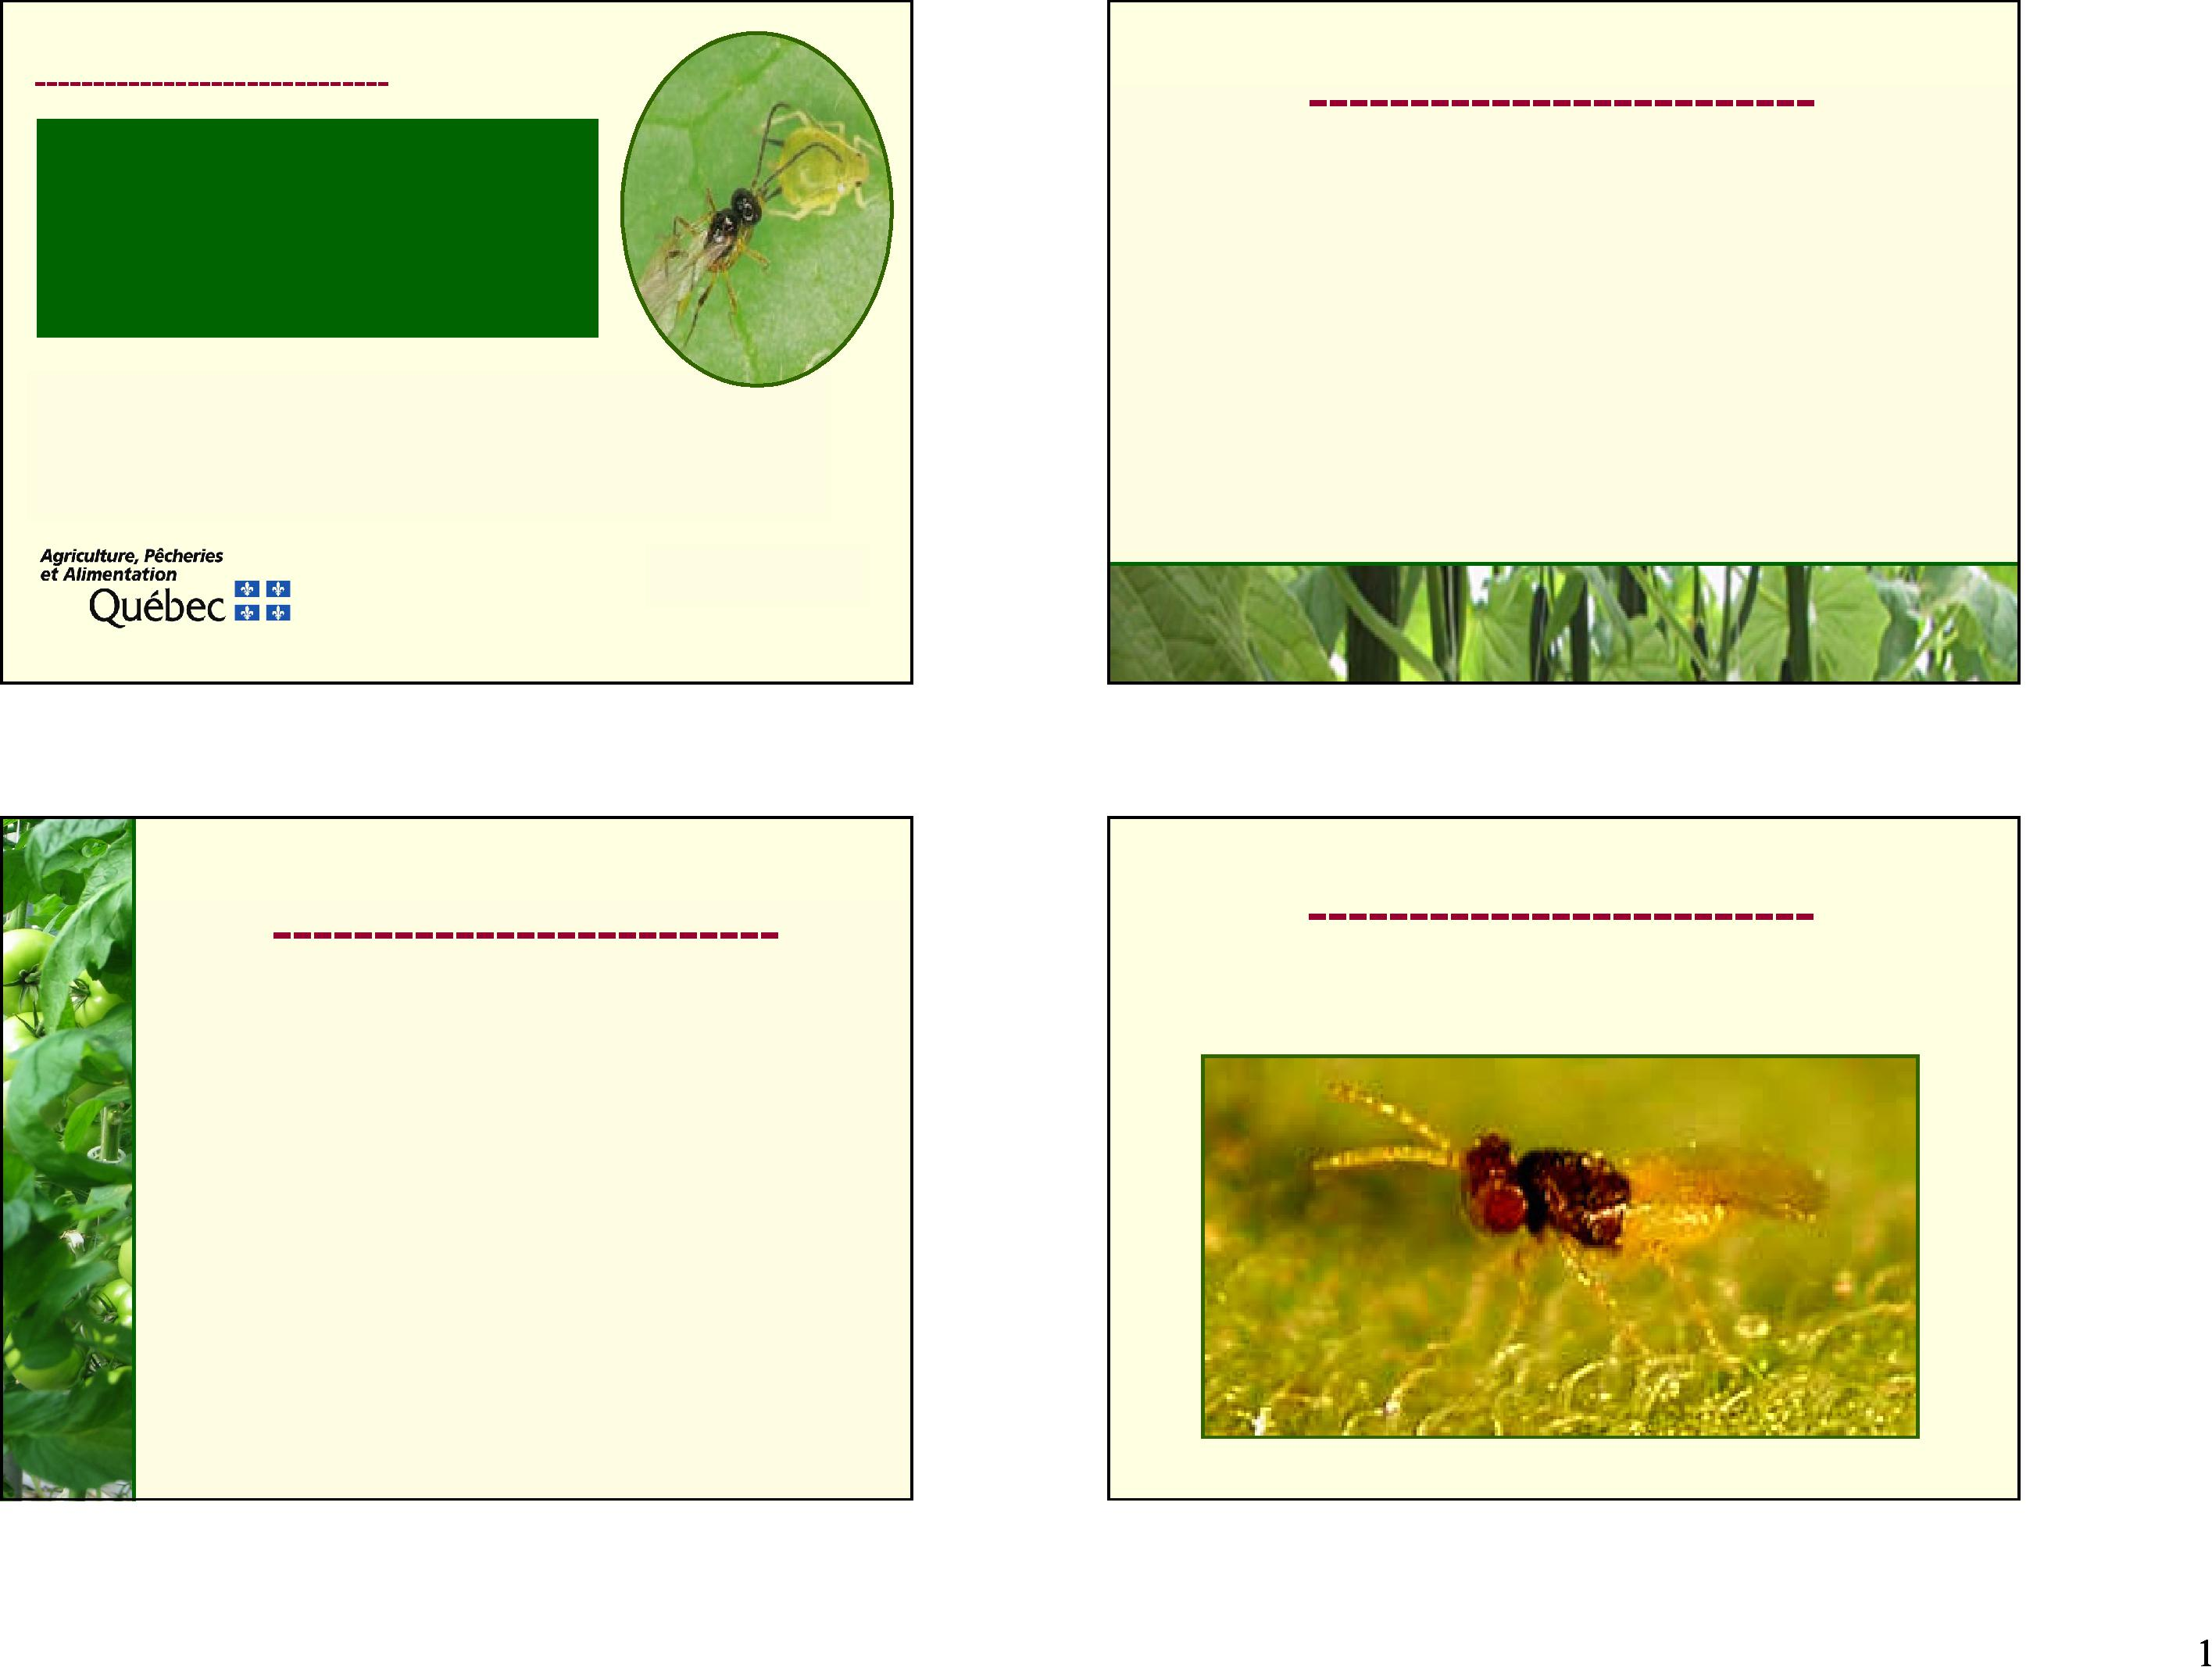 Agriculture, Pêcheries
et Alimentation
Québec
1